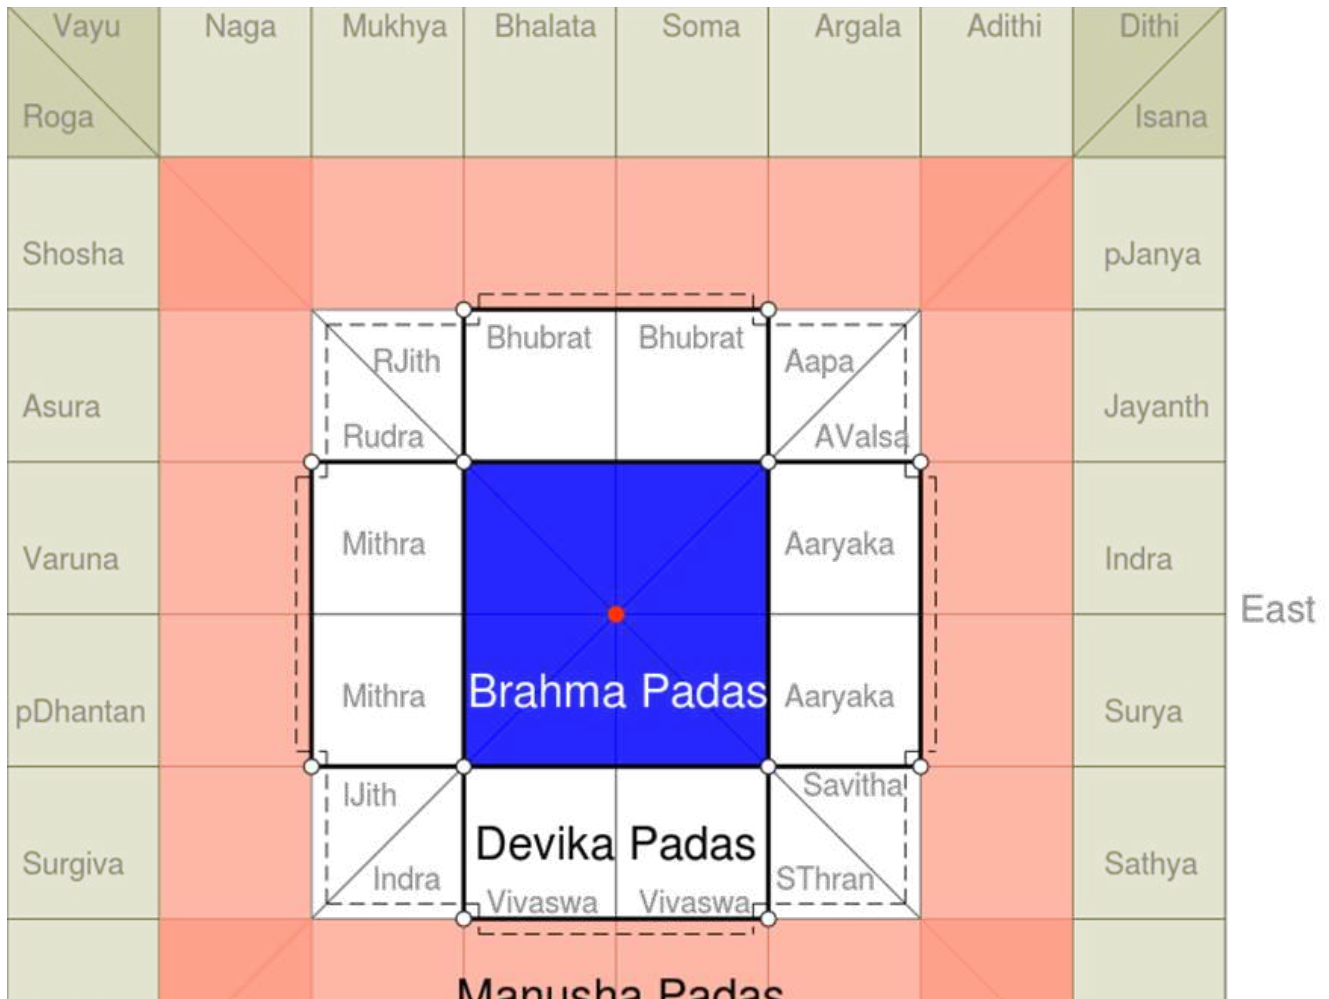 Vayu Naga Mukhya Bhalata Soma Argala Adithi Dithi
Roga Isana
Shosha pJanya
Bhubrat Bhubrat
RJith Aapa
Asura Jayanth
Rudra AValsa
Mithra Aaryaka
Varuna Indra
East
Brahma Padas
Mithra Aaryaka
pDhantan Surya
IJith Savitha
Devika Padas
Surgiva Sathya
Indra SThran
Vivaswa Vivaswa
Manusha Padas